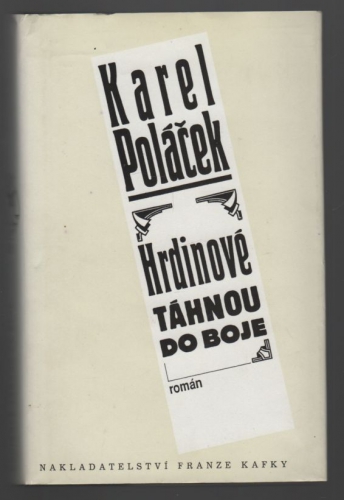 Karel
Poláček
Hrdinové
TÁHNOU
DO BOJE
román
NAKLADATELSTVÍ FRANZE KAFKY